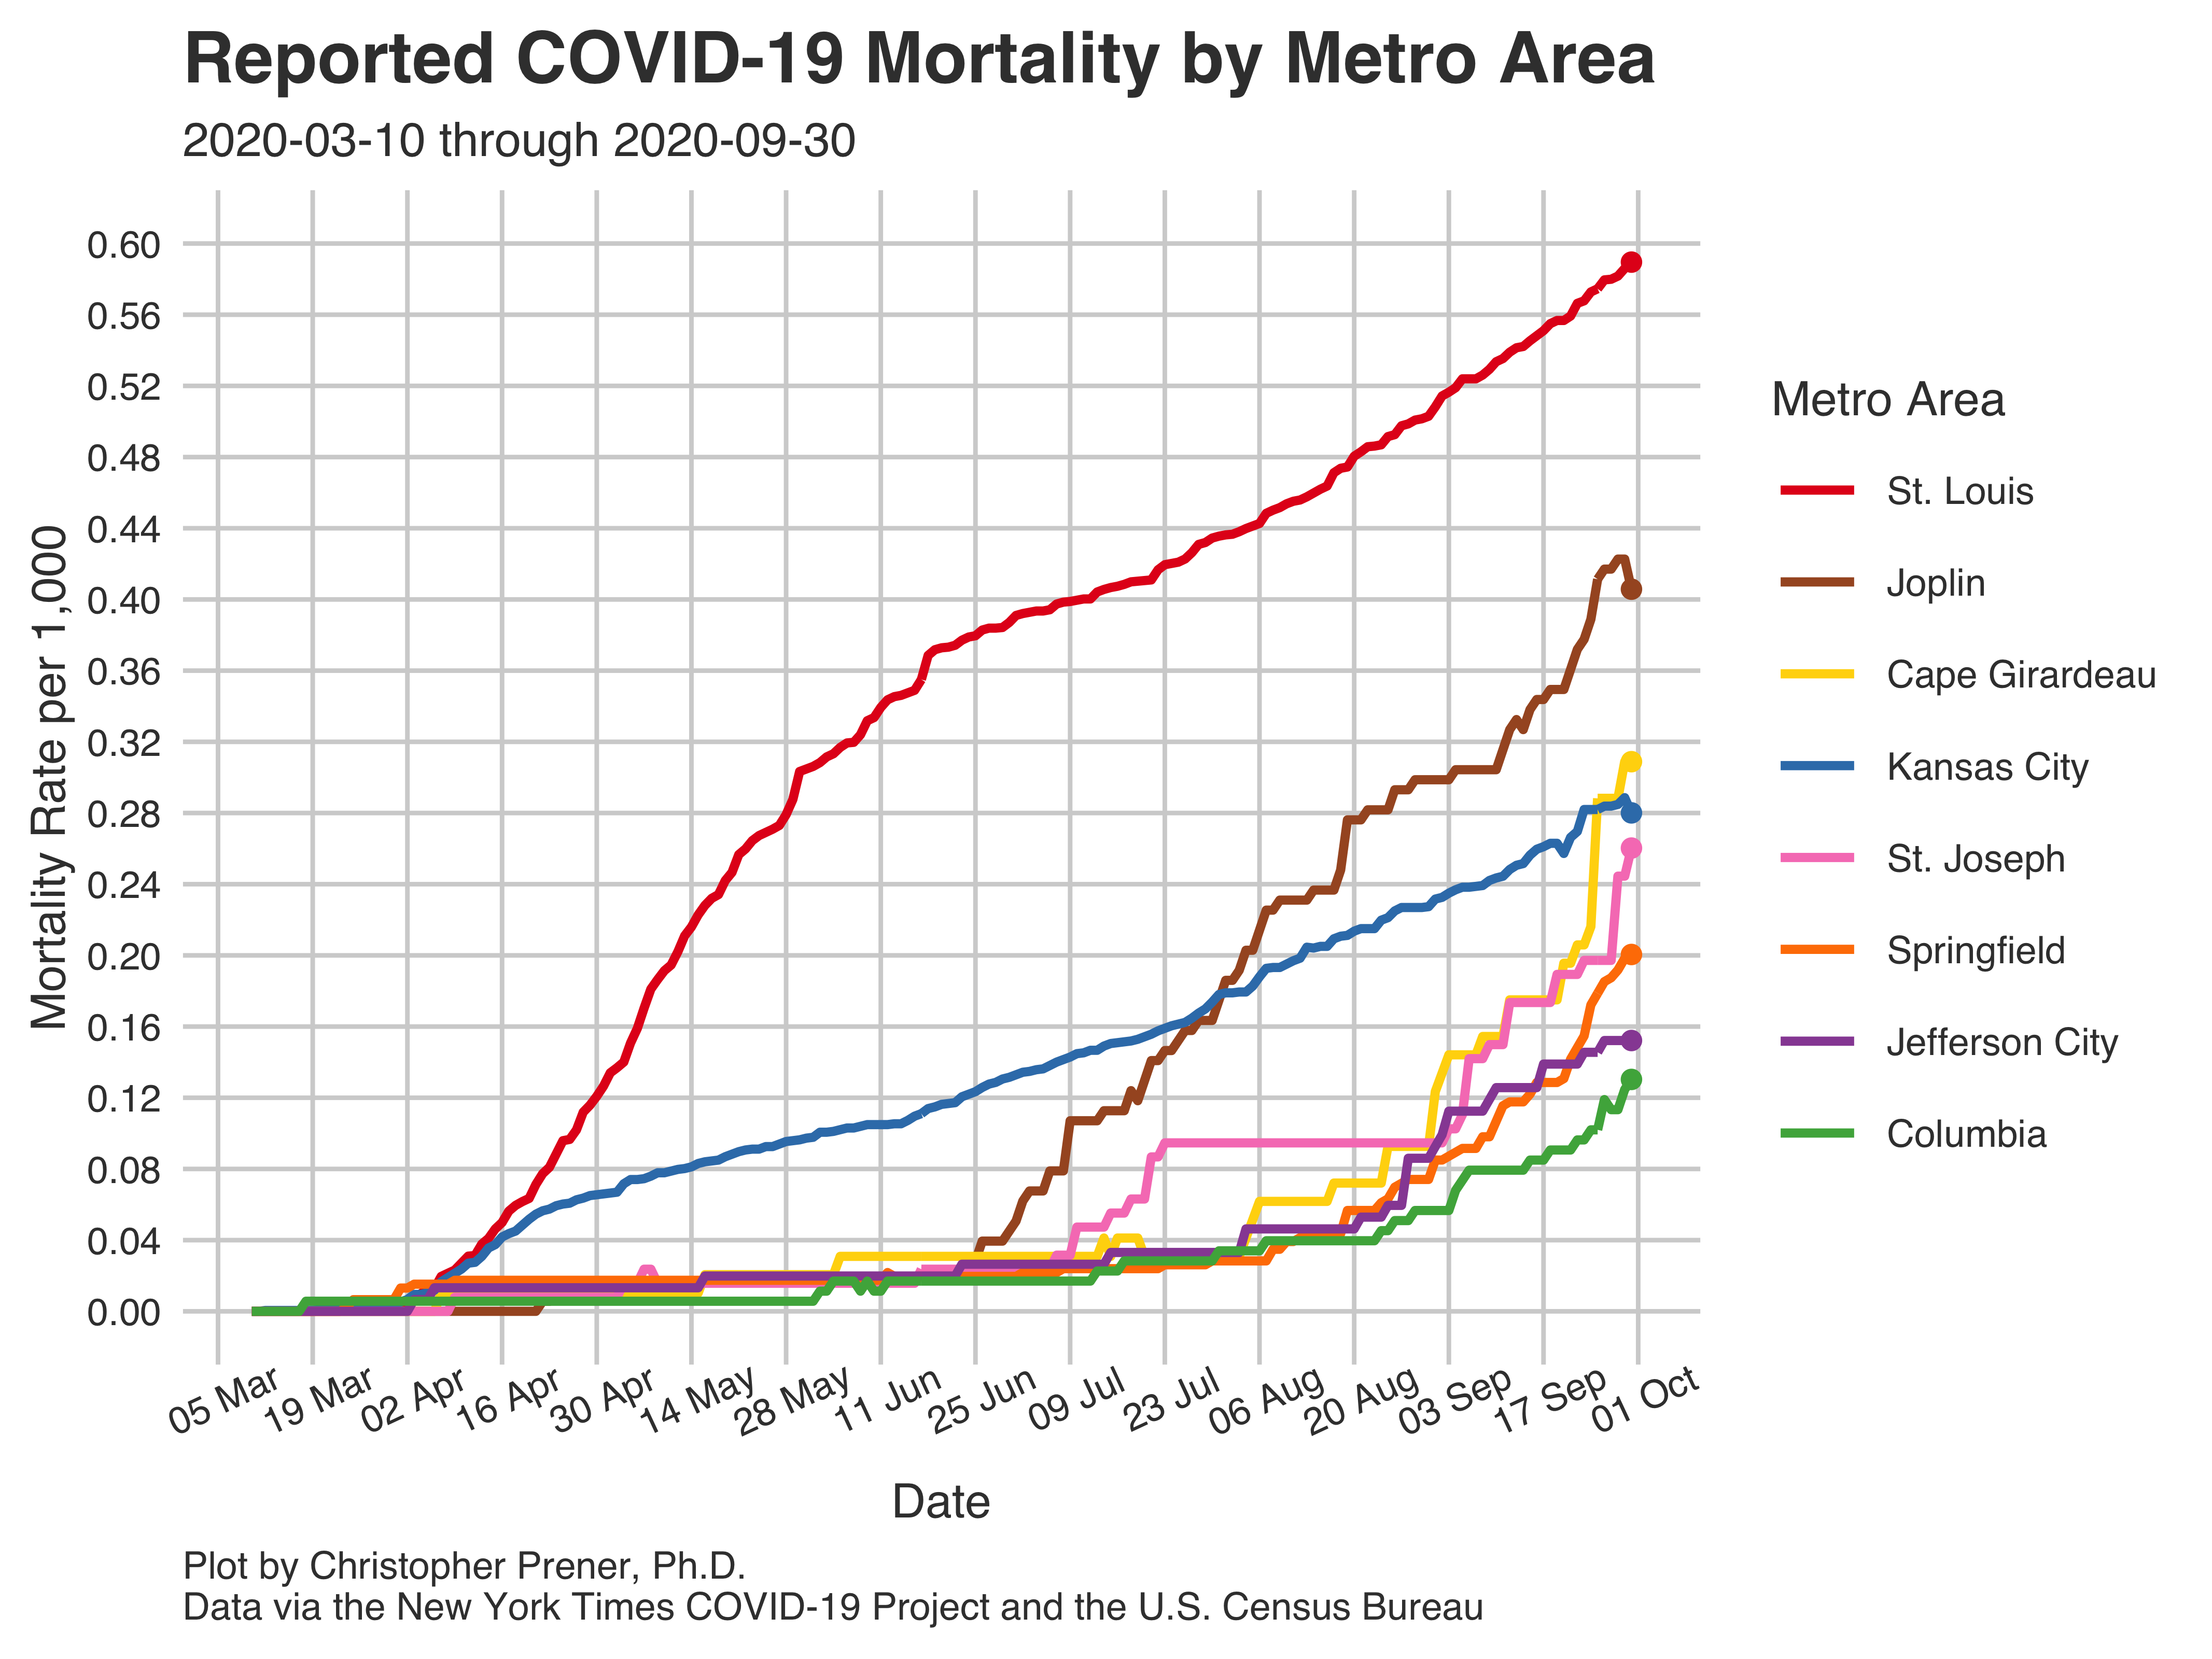 Reported COVID-19 Mortality by Metro Area
2020-03-10 through 2020-09-30
Mortality Rate per 1,000
0.60
0.56
0.52
0.48
0.44
0.40
0.36
0.32
0.28
0.24
0.20
0.16
0.12
0.08
0.04
0.00
05 Mar
19 Mar
02 Apr
16 Apr
30 Apr
14 May
28 May
11 Jun
25 Jun
09 Jul
23 Jul
06 Aug
20 Aug
03 Sep
17 Sep
01 Oct
Date
Metro Area
St. Louis
Joplin
Cape Girardeau
Kansas City
St. Joseph
Springfield
Jefferson City
Columbia
Plot by Christopher Prener, Ph.D.
Data via the New York Times COVID-19 Project and the U.S. Census Bureau